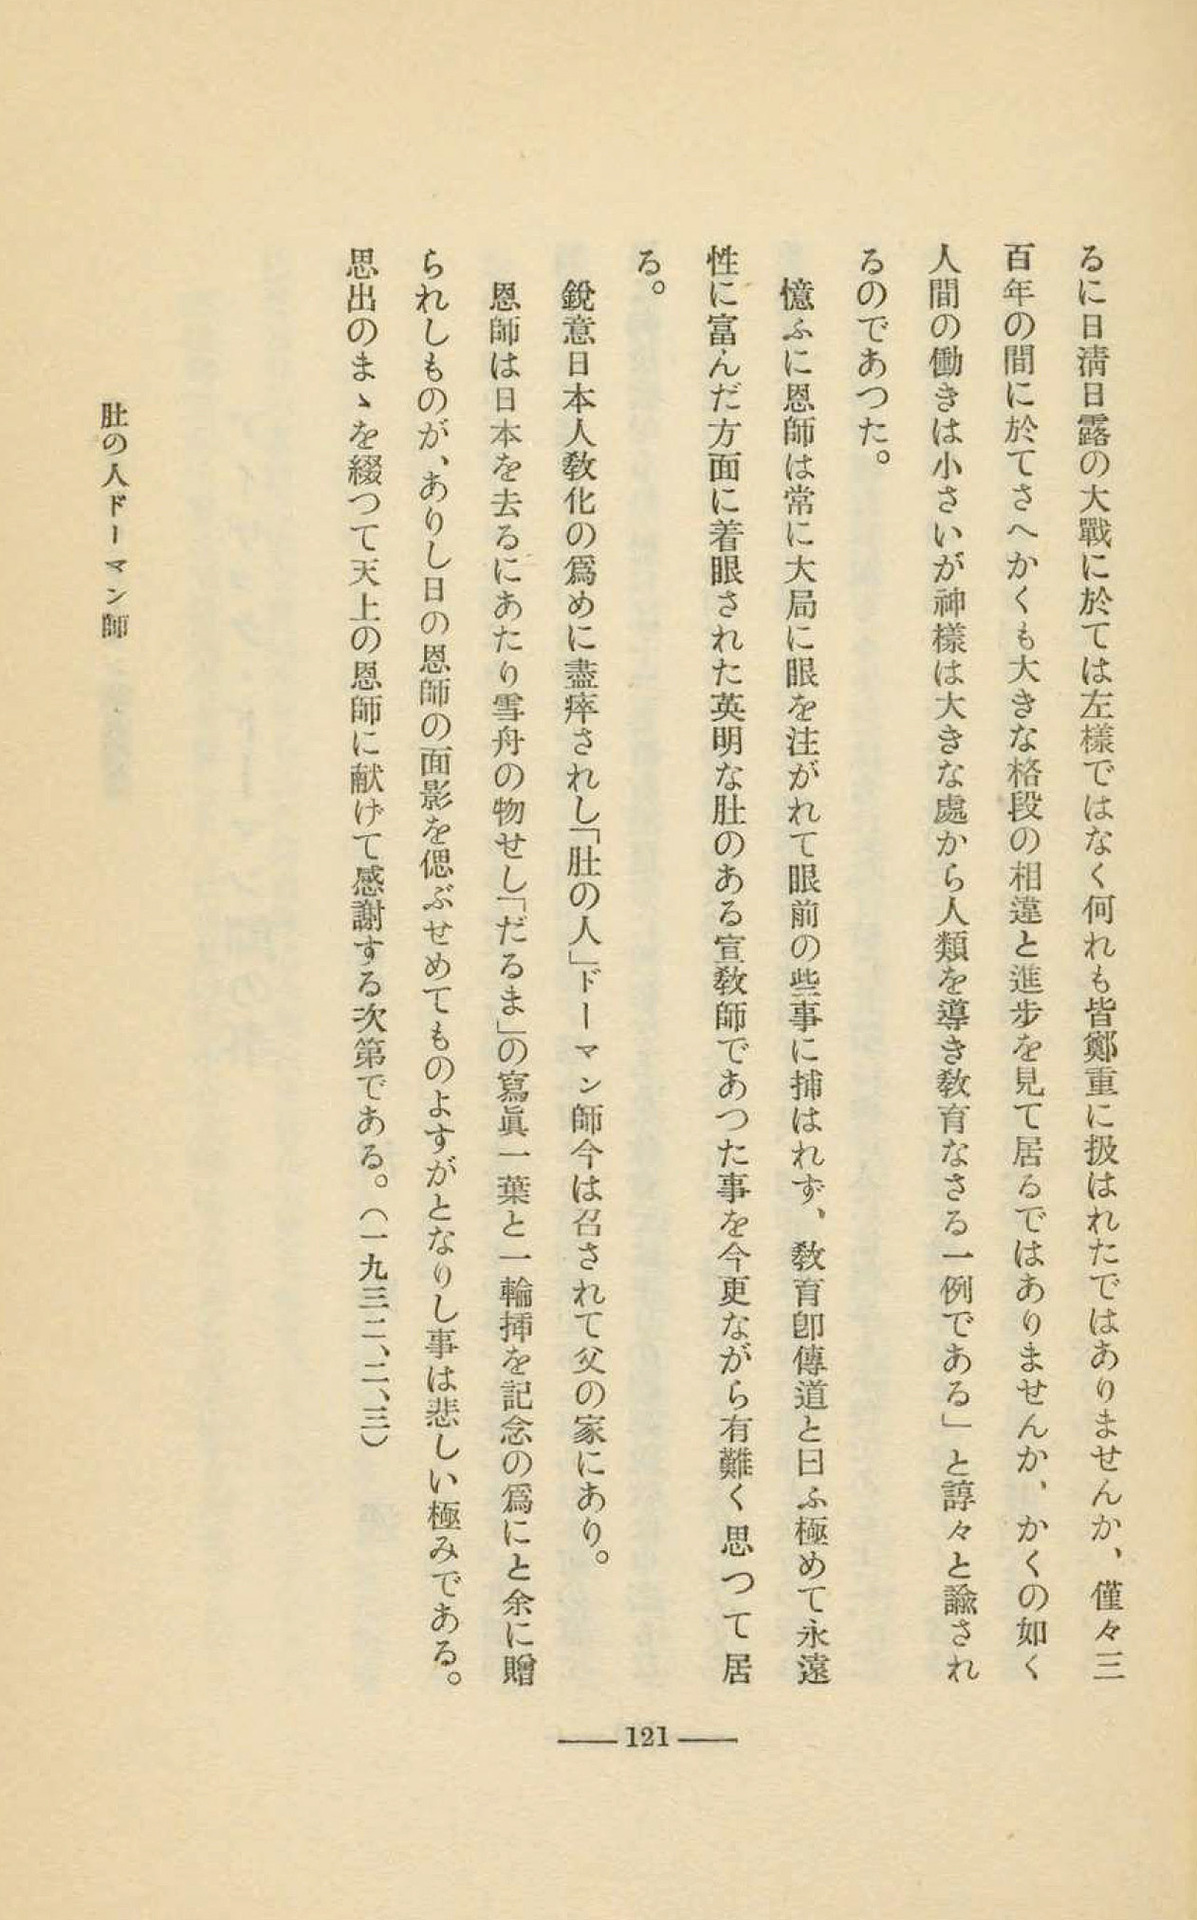 るに日淸日露の大戰に於ては左樣ではなく何れも皆鄭重に扱はれたではありませんか、僅々三
百年の間に於てさへかくも大きな格段の相違と進步を見て居るではありませんか、かくの如く
人間の働きは小さいが神樣は大きな處から人類を導き敎育なさる一例である」と諄々と諭され
るのであつた。
憶ふに恩師は常に大局に眼を注がれて眼前の些事に捕はれず、敎育卽傳道と曰ふ極めて永遠
性に富んだ方面に着眼された英明な肚のある宣敎師であつた事を今更ながら有難く思つて居
る。
銳意日本人敎化の爲めに盡瘁されし「肚の人」ドーマン師今は召されて父の家にあり。
恩師は日本を去るにあたり雪舟の物せし「だるま」の寫眞一葉と一輪揷を記念の爲にと余に贈
られしものが、ありし日の恩師の面影を偲ぶせめてものよすがとなりし事は悲しい極みである。
思出のまゝを綴つて天上の恩師に献げて感謝する次第である。(一九三二、二、三)
肚の人ドーマン師
121